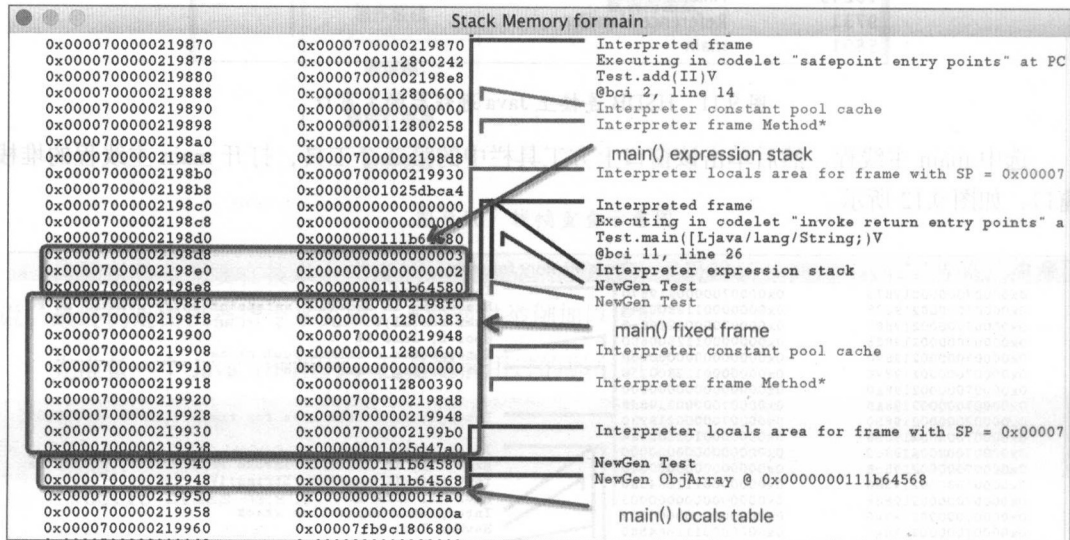 Stack Memory for main
0x0000700000219870 0x0000700000219870 Interpreted frame
0x0000700000219878 0x0000000112800242 Executing in codelet "safepoint entry points" at PC
0x0000700000219880 0x00007000002198e8 Test.add(II)V
0x0000700000219888 0x0000000112800600 @bci 2, line 14
0x0000700000219890 0x0000000000000000 Interpreter constant pool cache
0x0000700000219898 0x0000000112800258 Interpreter frame Method*
0x00007000002198a0
0x00007000002198a8 0x00007000002198d8 main() expression stack
0x00007000002198b0 0x0000700000219930 Interpreter locals area for frame with SP = 0x00007
0x00007000002198b8 0x00000001025dbca4
0x00007000002198c0 0x0000000000000000 Interpreted frame
0x00007000002198c8 Executing in codelet "invoke return entry points" a
0x00007000002198d0 Test.main([Ljava/lang/String;)V
0x00007000002198d8 0x0000000000000003 @bci 11, line 26
0x00007000002198e0 0x0000000000000002 Interpreter expression stack
0x00007000002198e8 0x0000000111b64580 NewGen Test
0x00007000002198f0 0x00007000002198f0 NewGen Test
0x00007000002198f8 0x0000000112800383 main() fixed frame
0x0000700000219900 0x0000700000219948
0x0000700000219908 0x0000000112800600 Interpreter constant pool cache
0x0000700000219910 0x0000000000000000
0x0000700000219918 0x0000000112800390 Interpreter frame Method*
0x0000700000219920 0x00007000002198d8
0x0000700000219928 0x0000700000219948
0x0000700000219930 0x00007000002199b0 Interpreter locals area for frame with SP = 0x00007
0x0000700000219938 0x00000001025d47a0
0x0000700000219940 0x0000000111b64580 NewGen Test
0x0000700000219948 0x0000000111b64568 NewGen ObjArray @ 0x0000000111b64568
0x0000700000219950 0x0000000100001fa0
0x0000700000219958 0x000000000000000a main() locals table
0x0000700000219960 0x00007fb9c1806800